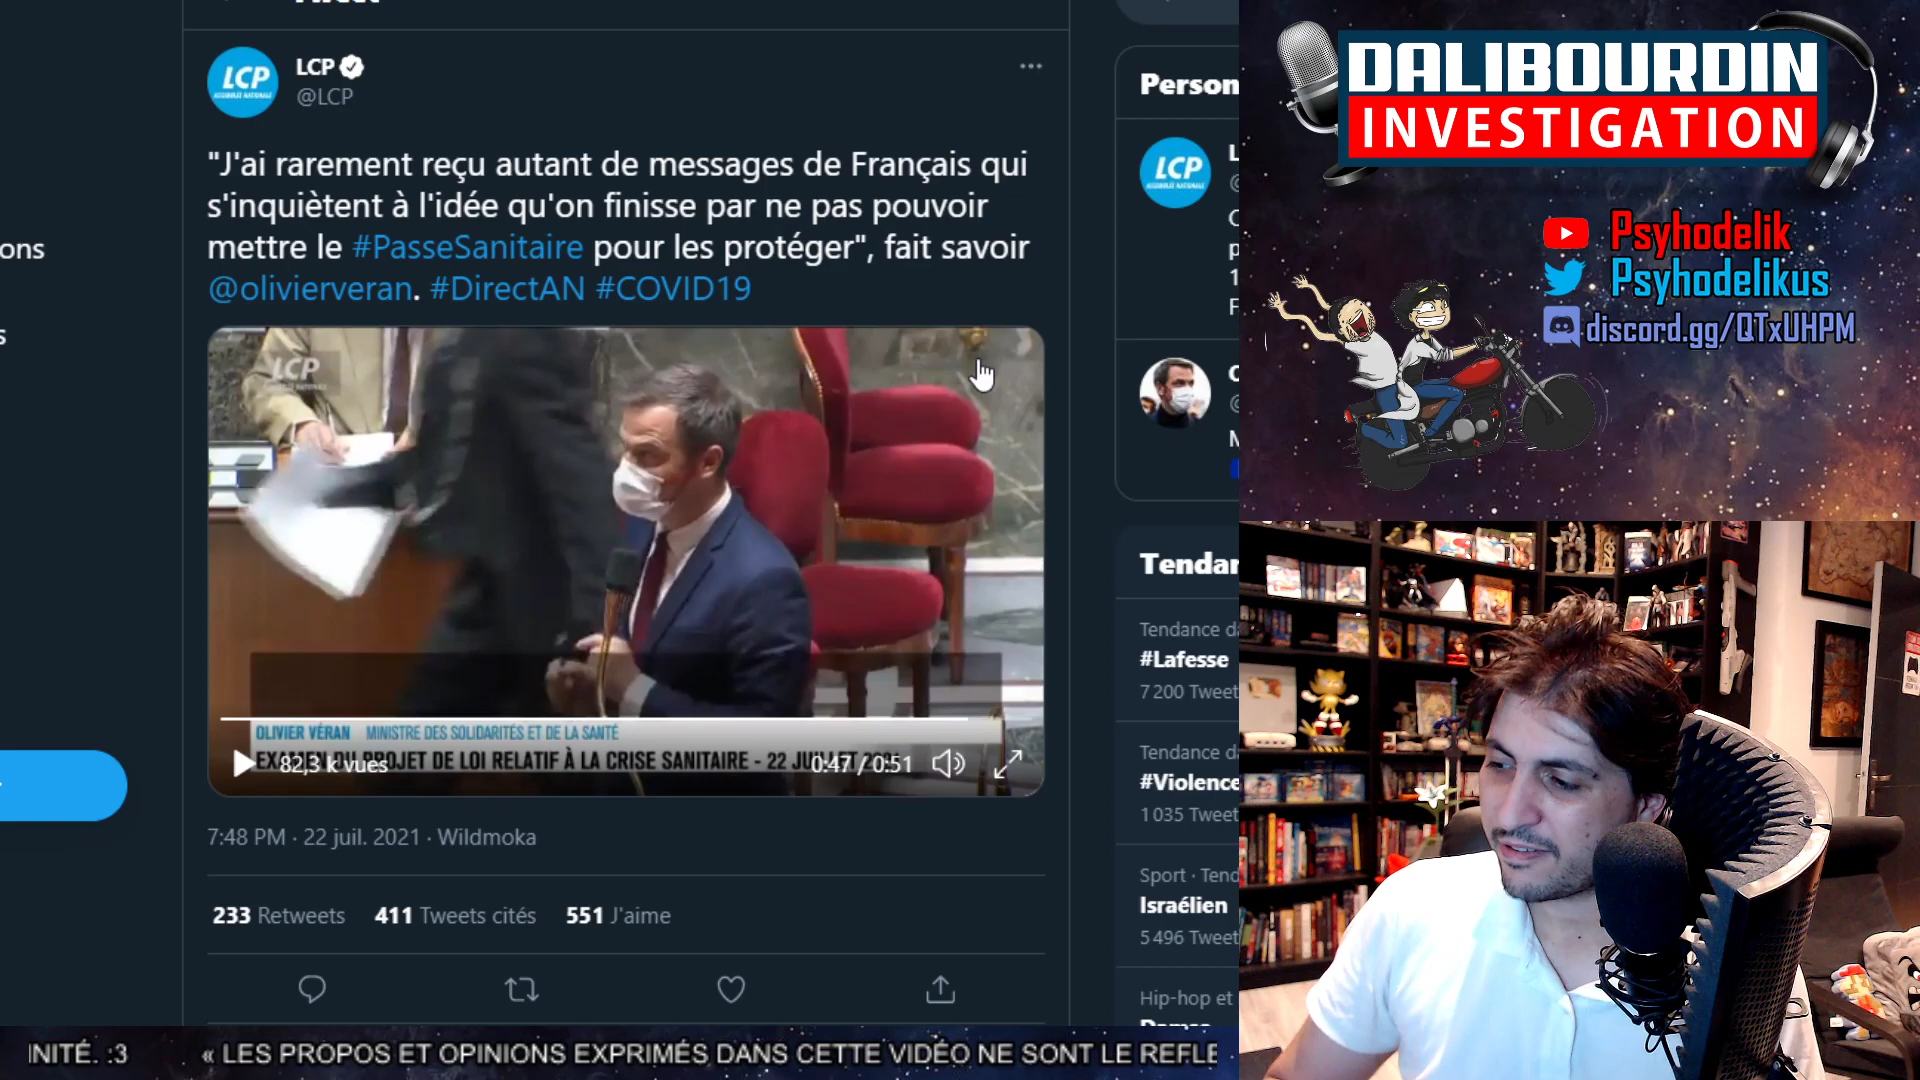 LCP
@LCP
"J'ai rarement reçu autant de messages de Français qui
s'inquiètent à l'idée qu'on finisse par ne pas pouvoir
mettre le #PasseSanitaire pour les protéger", fait savoir
@olivierveran. #DirectAN #COVID19
LCP
OLIVIER VÉRAN MINISTRE DES SOLIDARITÉS ET DE LA SANTÉ
EXAMEN DU PROJET DE LOI RELATIF À LA CRISE SANITAIRE - 22 JUILLET 2021
82,3 k vues
0:47 / 0:51
7:48 PM · 22 juil. 2021 · Wildmoka
233 Retweets 411 Tweets cités 551 J'aime
ons
s
Person
LCP
Tendan
Tendance d
#Lafesse
7 200 Tweet
Tendance d
#Violence
1 035 Tweet
Sport · Tend
Israélien
5 496 Tweet
Hip-hop et
DALIBOURDIN
INVESTIGATION
Psyhodelik
Psyhodelikus
discord.gg/QTxUHPM
INITÉ. :3 « LES PROPOS ET OPINIONS EXPRIMÉS DANS CETTE VIDÉO NE SONT LE REFLE